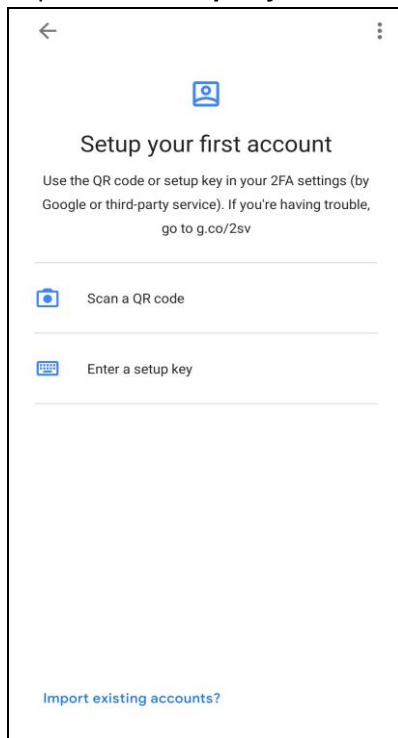 Setup your first account
Use the QR code or setup key in your 2FA settings (by
Google or third-party service). If you're having trouble,
go to g.co/2sv
Scan a QR code
Enter a setup key
Import existing accounts?